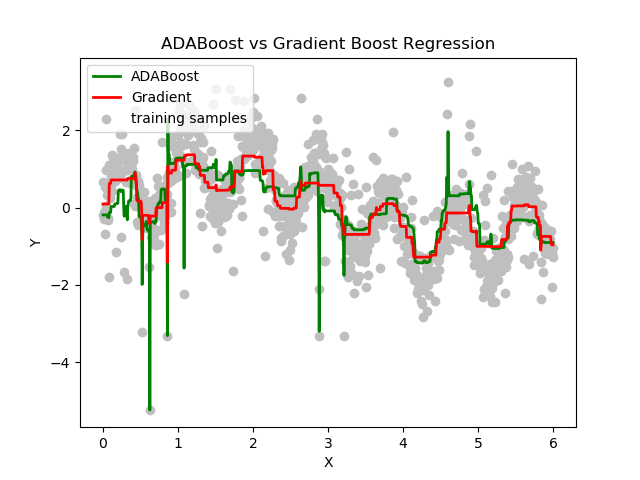 ADABoost vs Gradient Boost Regression
ADABoost
Gradient
training samples
Y
2
0
−2
−4
0 1 2 3 4 5 6
X